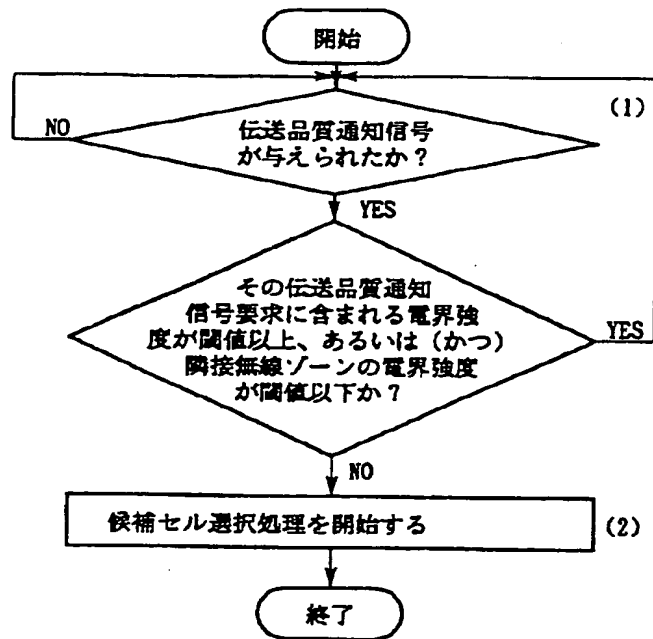 開始
(1)
NO
伝送品質通知信号
が与えられたか？
YES
その伝送品質通知
信号要求に含まれる電界強
度が閾値以上、あるいは（かつ）
隣接無線ゾーンの電界強度
が閾値以下か？
YES
NO
候補セル選択処理を開始する
(2)
終了